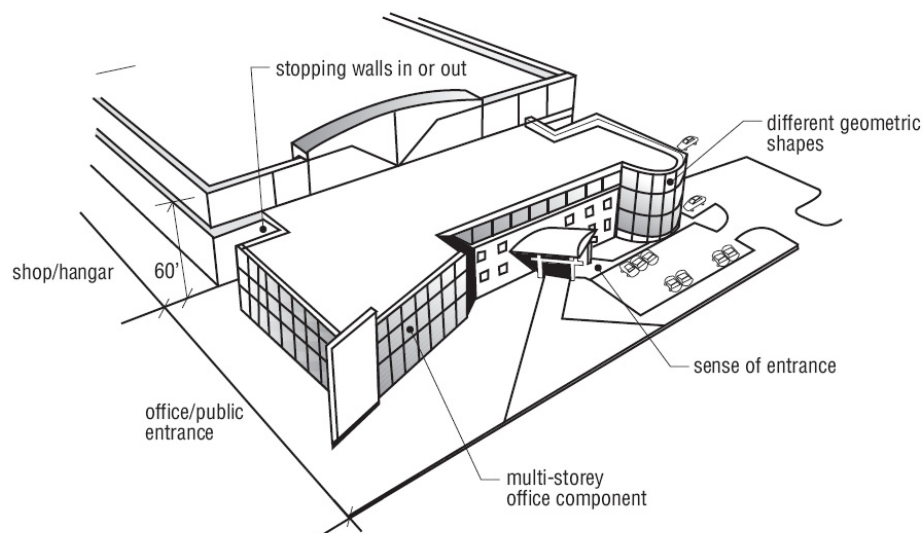 stopping walls in or out
different geometric
shapes
shop/hangar
60’
sense of entrance
office/public
entrance
multi-storey
office component